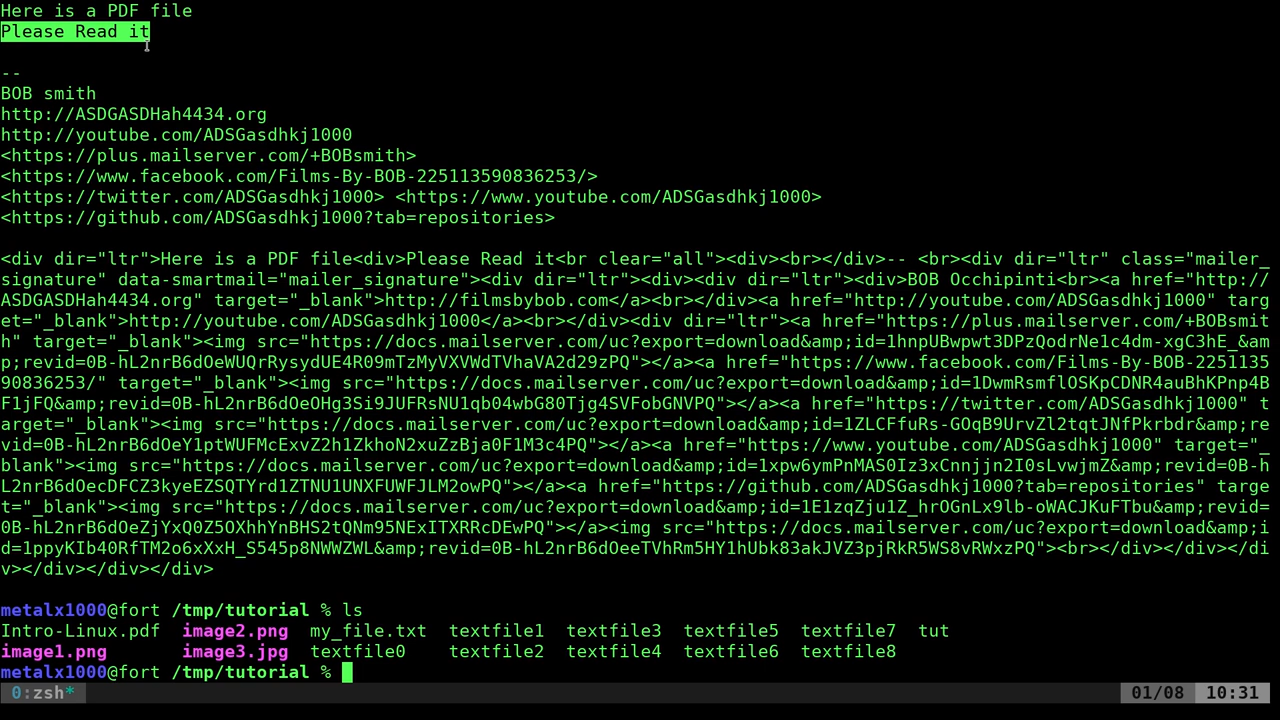 Here is a PDF file
Please Read it
--
BOB smith
http://ASDGASDHah4434.org
http://youtube.com/ADSGasdhkj1000
<https://plus.mailserver.com/+BOBsmith>
<https://www.facebook.com/Films-By-BOB-225113590836253/>
<https://twitter.com/ADSGasdhkj1000> <https://www.youtube.com/ADSGasdhkj1000>
<https://github.com/ADSGasdhkj1000?tab=repositories>
<div dir="ltr">Here is a PDF file<div>Please Read it<br clear="all"><div><br></div>-- <br><div dir="ltr" class="mailer_
signature" data-smartmail="mailer_signature"><div dir="ltr"><div><div dir="ltr"><div>BOB Occhipinti<br><a href="http://
ASDGASDHah4434.org" target="_blank">http://filmsbybob.com</a><br></div><a href="http://youtube.com/ADSGasdhkj1000" targ
et="_blank">http://youtube.com/ADSGasdhkj1000</a><br></div><div dir="ltr"><a href="https://plus.mailserver.com/+BOBsmit
h" target="_blank"><img src="https://docs.mailserver.com/uc?export=download&amp;id=1hnpUBwpwt3DPzQodrNe1c4dm-xgC3hE_&am
p;revid=0B-hL2nrB6dOeWUQrRysydUE4R09mTzMyVXVWdTVhaVA2d29zPQ"></a><a href="https://www.facebook.com/Films-By-BOB-2251135
90836253/" target="_blank"><img src="https://docs.mailserver.com/uc?export=download&amp;id=1DwmRsmflOSKpCDNR4auBhKPnp4B
F1jFQ&amp;revid=0B-hL2nrB6dOeOHg3Si9JUFRsNU1qb04wbG80Tjg4SVFobGNVPQ"></a><a href="https://twitter.com/ADSGasdhkj1000" t
arget="_blank"><img src="https://docs.mailserver.com/uc?export=download&amp;id=1ZLCFfuRs-GOqB9UrvZl2tqtJNfPkrbdr&amp;re
vid=0B-hL2nrB6dOeY1ptWUFMcExvZ2h1ZkhoN2xuZzBja0F1M3c4PQ"></a><a href="https://www.youtube.com/ADSGasdhkj1000" target="_
blank"><img src="https://docs.mailserver.com/uc?export=download&amp;id=1xpw6ymPnMAS0Iz3xCnnjjn2I0sLvwjmZ&amp;revid=0B-h
L2nrB6dOecDFCZ3kyeEZSQTYrd1ZTNU1UNXFUWFJLM2owPQ"></a><a href="https://github.com/ADSGasdhkj1000?tab=repositories" targe
t="_blank"><img src="https://docs.mailserver.com/uc?export=download&amp;id=1E1zqZju1Z_hrOGnLx9lb-oWACJKuFTbu&amp;revid=
0B-hL2nrB6dOeZjYxQ0Z5OXhhYnBHS2tQNm95NExITXRRcDEwPQ"></a><img src="https://docs.mailserver.com/uc?export=download&amp;i
d=1ppyKIb40RfTM2o6xXxH_S545p8NWWZWL&amp;revid=0B-hL2nrB6dOeeTVhRm5HY1hUbk83akJVZ3pjRkR5WS8vRWxzPQ"><br></div></div></di
v></div></div></div>
metalx1000@fort /tmp/tutorial % ls
Intro-Linux.pdf image2.png my_file.txt textfile1 textfile3 textfile5 textfile7 tut
image1.png image3.jpg textfile0 textfile2 textfile4 textfile6 textfile8
metalx1000@fort /tmp/tutorial %
0:zsh* 01/08 10:31